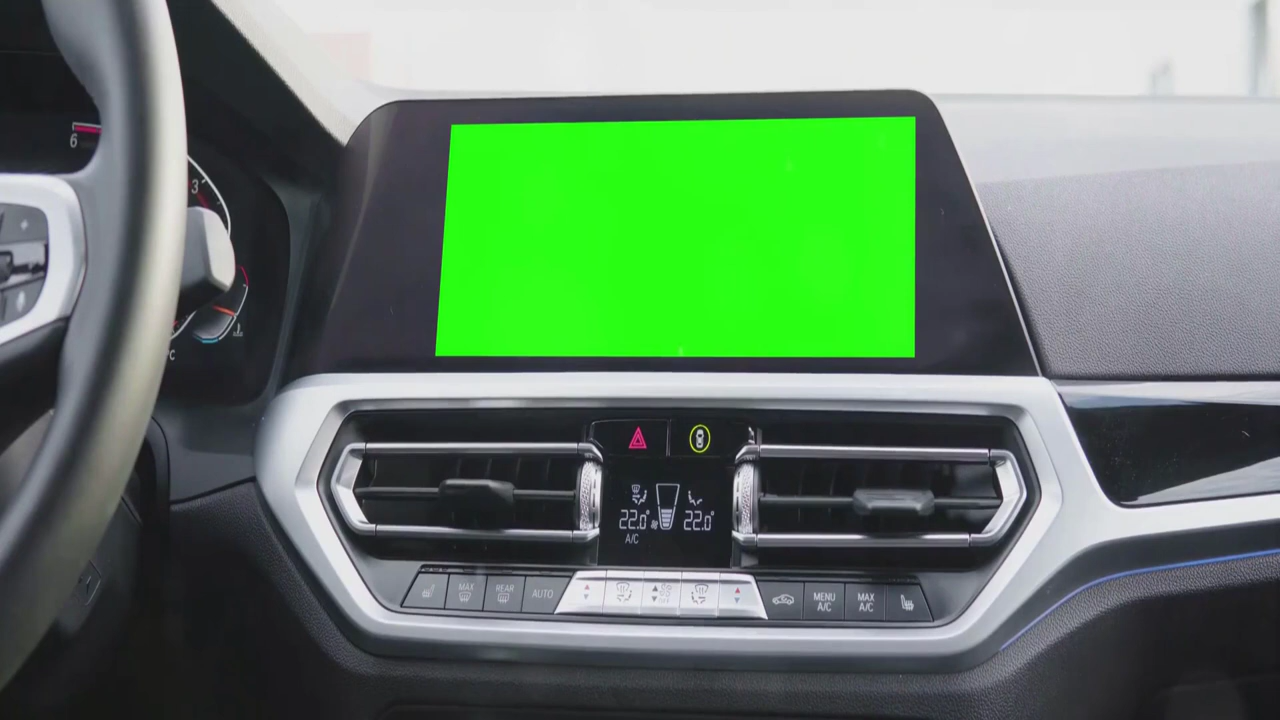 6
3
°C
22.0° 22.0°
A/C
MAX REAR AUTO MENU A/C MAX A/C